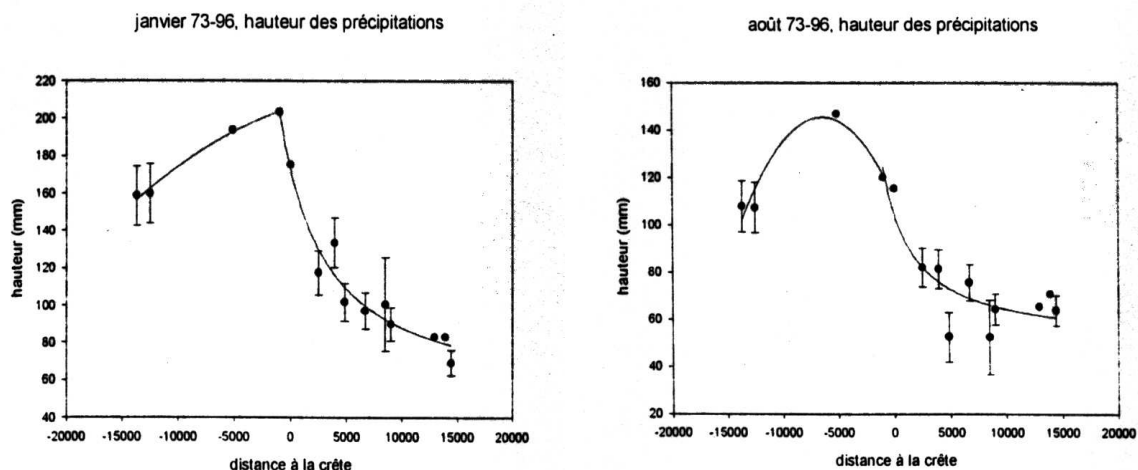 janvier 73-96, hauteur des précipitations
220
200
180
160
140
120
100
80
60
40
hauteur (mm)
-20000 -15000 -10000 -5000 0 5000 10000 15000 20000
distance à la crête
août 73-96, hauteur des précipitations
160
140
120
100
80
60
40
20
hauteur (mm)
-20000 -15000 -10000 -5000 0 5000 10000 15000 20000
distance à la crête